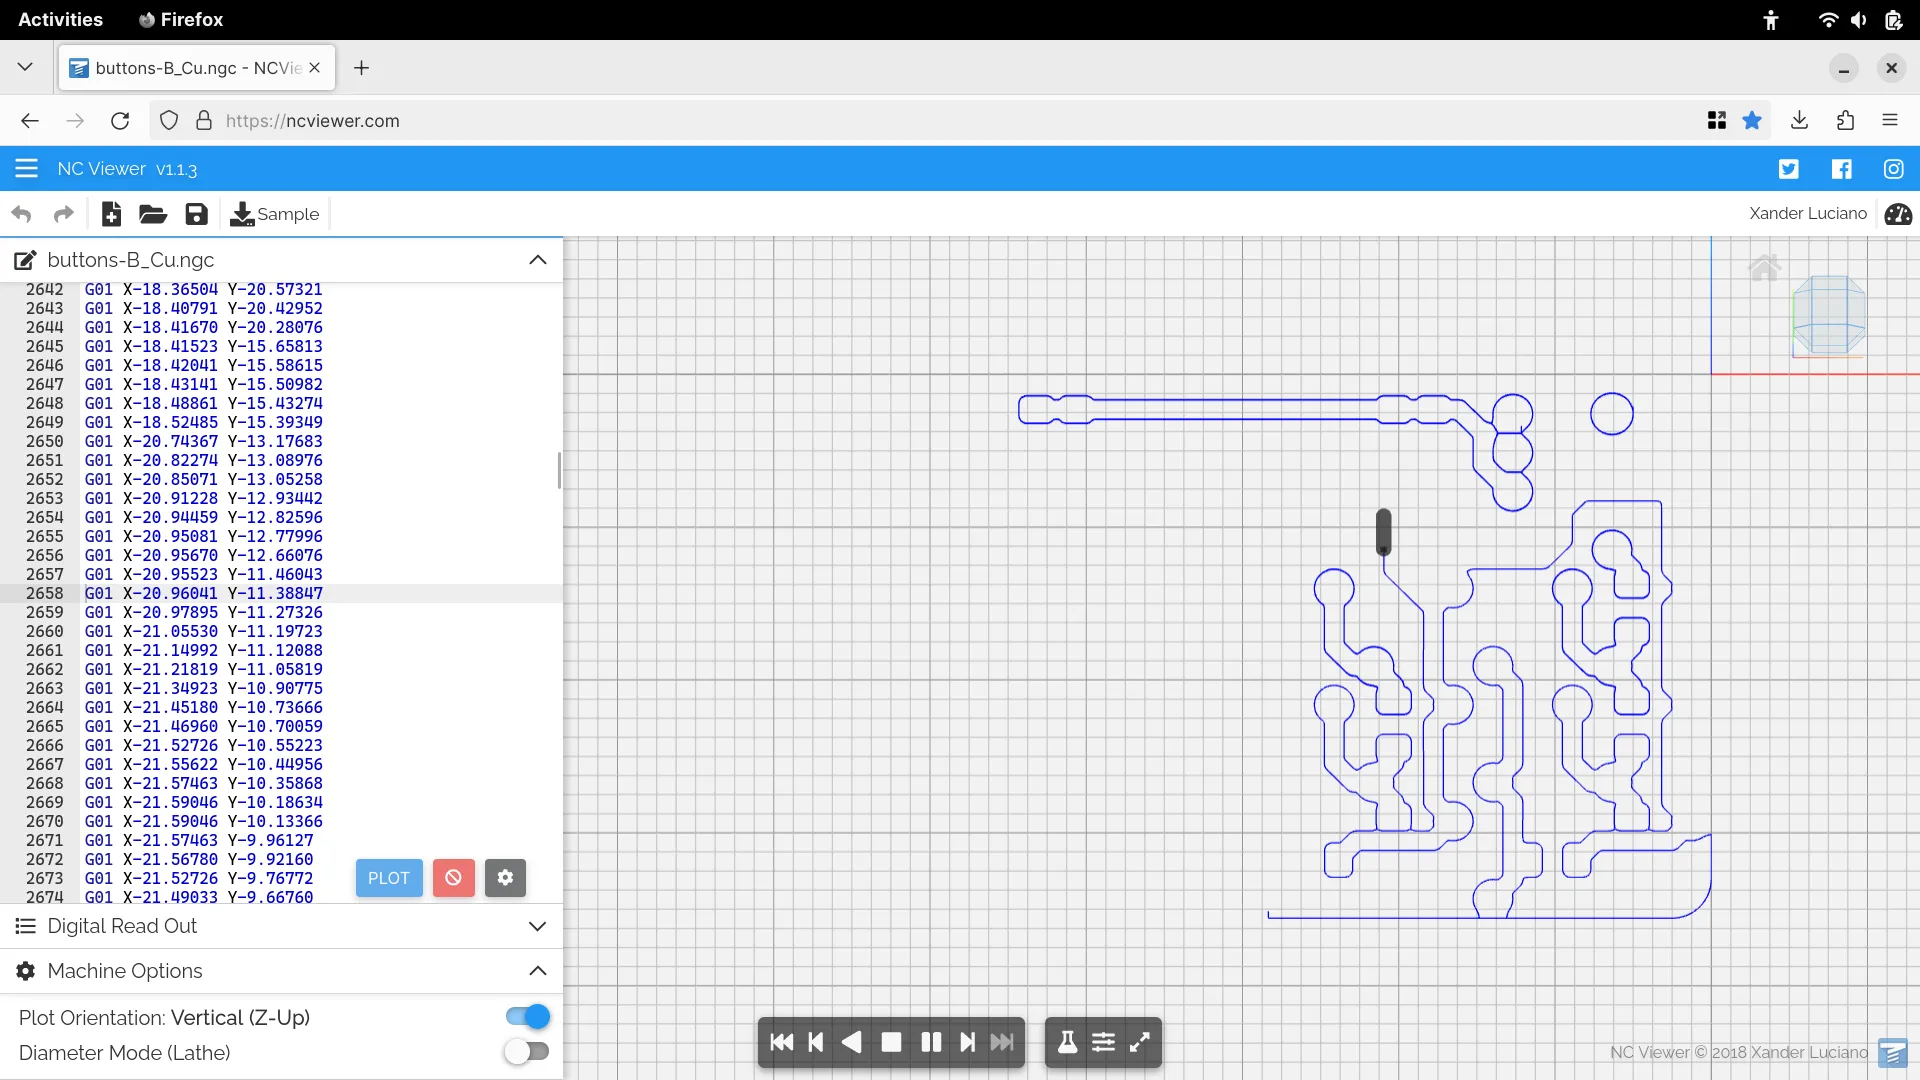 Activities
Firefox
buttons-B_Cu.ngc - NCVie
https://ncviewer.com
NC Viewer v1.1.3
Sample
Xander Luciano
buttons-B_Cu.ngc
2642 G01 X-18.36504 Y-20.57321
2643 G01 X-18.40791 Y-20.42952
2644 G01 X-18.41670 Y-20.28076
2645 G01 X-18.41523 Y-15.65813
2646 G01 X-18.42041 Y-15.58615
2647 G01 X-18.43141 Y-15.50982
2648 G01 X-18.48861 Y-15.43274
2649 G01 X-18.52485 Y-15.39349
2650 G01 X-20.74367 Y-13.17683
2651 G01 X-20.82274 Y-13.08976
2652 G01 X-20.85071 Y-13.05258
2653 G01 X-20.91228 Y-12.93442
2654 G01 X-20.94459 Y-12.82596
2655 G01 X-20.95081 Y-12.77996
2656 G01 X-20.95670 Y-12.66076
2657 G01 X-20.95523 Y-11.46043
2658 G01 X-20.96041 Y-11.38847
2659 G01 X-20.97895 Y-11.27326
2660 G01 X-21.05530 Y-11.19723
2661 G01 X-21.14992 Y-11.12088
2662 G01 X-21.21819 Y-11.05819
2663 G01 X-21.34923 Y-10.90775
2664 G01 X-21.45180 Y-10.73666
2665 G01 X-21.46960 Y-10.70059
2666 G01 X-21.52726 Y-10.55223
2667 G01 X-21.55622 Y-10.44956
2668 G01 X-21.57463 Y-10.35868
2669 G01 X-21.59046 Y-10.18634
2670 G01 X-21.59046 Y-10.13366
2671 G01 X-21.57463 Y-9.96127
2672 G01 X-21.56780 Y-9.92160
2673 G01 X-21.52726 Y-9.76772
2674 G01 X-21.49033 Y-9.66760
PLOT
Digital Read Out
Machine Options
Plot Orientation: Vertical (Z-Up)
Diameter Mode (Lathe)
NC Viewer © 2018 Xander Luciano